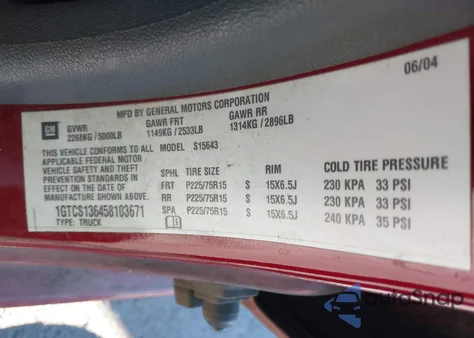 06/04
MFD BY GENERAL MOTORS CORPORATION
GM GVWR GAWR FRT GAWR RR
2268KG / 5000LB 1149KG / 2533LB 1314KG / 2896LB
THIS VEHICLE CONFORMS TO ALL MODEL S15643
APPLICABLE FEDERAL MOTOR
VEHICLE SAFETY AND THEFT
PREVENTION STANDARDS IN
EFFECT ON THE DATE OF
MANUFACTURE SHOWN ABOVE.
1GTCS136458103671
TYPE: TRUCK
SPHL TIRE SIZE RIM COLD TIRE PRESSURE
FRT P225/75R15 S 15X6.5J 230 KPA 33 PSI
RR P225/75R15 S 15X6.5J 230 KPA 33 PSI
SPA P225/75R15 S 15X6.5J 240 KPA 35 PSI
AutoSnap